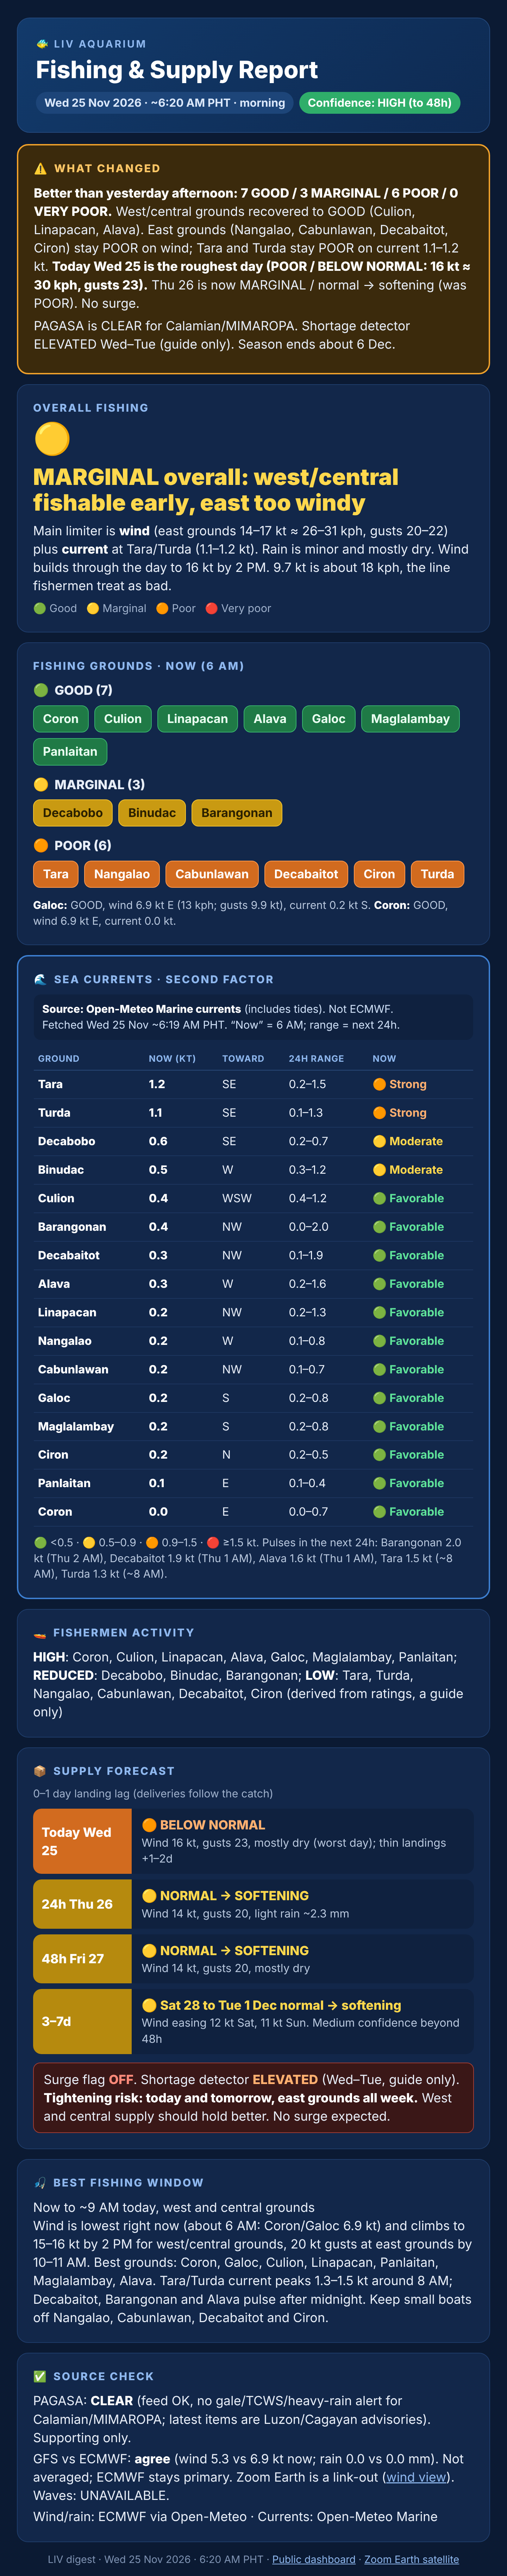 🐠 LIV AQUARIUM
Fishing & Supply Report
Wed 25 Nov 2026 · ~6:20 AM PHT · morning
Confidence: HIGH (to 48h)
⚠️ WHAT CHANGED
Better than yesterday afternoon: 7 GOOD / 3 MARGINAL / 6 POOR / 0
VERY POOR. West/central grounds recovered to GOOD (Culion,
Linapacan, Alava). East grounds (Nangalao, Cabunlawan, Decabaitot,
Ciron) stay POOR on wind; Tara and Turda stay POOR on current 1.1–1.2
kt. Today Wed 25 is the roughest day (POOR / BELOW NORMAL: 16 kt ≈
30 kph, gusts 23). Thu 26 is now MARGINAL / normal → softening (was
POOR). No surge.
PAGASA is CLEAR for Calamian/MIMAROPA. Shortage detector
ELEVATED Wed–Tue (guide only). Season ends about 6 Dec.
OVERALL FISHING
🟡
MARGINAL overall: west/central
fishable early, east too windy
Main limiter is wind (east grounds 14–17 kt ≈ 26–31 kph, gusts 20–22)
plus current at Tara/Turda (1.1–1.2 kt). Rain is minor and mostly dry. Wind
builds through the day to 16 kt by 2 PM. 9.7 kt is about 18 kph, the line
fishermen treat as bad.
🟢 Good 🟡 Marginal 🟠 Poor 🔴 Very poor
FISHING GROUNDS · NOW (6 AM)
🟢 GOOD (7)
Coron Culion Linapacan Alava Galoc Maglalambay
Panlaitan
🟡 MARGINAL (3)
Decabobo Binudac Barangonan
🟠 POOR (6)
Tara Nangalao Cabunlawan Decabaitot Ciron Turda
Galoc: GOOD, wind 6.9 kt E (13 kph; gusts 9.9 kt), current 0.2 kt S. Coron: GOOD,
wind 6.9 kt E, current 0.0 kt.
🌊 SEA CURRENTS · SECOND FACTOR
Source: Open-Meteo Marine currents (includes tides). Not ECMWF.
Fetched Wed 25 Nov ~6:19 AM PHT. “Now” = 6 AM; range = next 24h.
GROUND NOW (KT) TOWARD 24H RANGE NOW
Tara 1.2 SE 0.2–1.5 🟠 Strong
Turda 1.1 SE 0.1–1.3 🟠 Strong
Decabobo 0.6 SE 0.2–0.7 🟡 Moderate
Binudac 0.5 W 0.3–1.2 🟡 Moderate
Culion 0.4 WSW 0.4–1.2 🟢 Favorable
Barangonan 0.4 NW 0.0–2.0 🟢 Favorable
Decabaitot 0.3 NW 0.1–1.9 🟢 Favorable
Alava 0.3 W 0.2–1.6 🟢 Favorable
Linapacan 0.2 NW 0.2–1.3 🟢 Favorable
Nangalao 0.2 W 0.1–0.8 🟢 Favorable
Cabunlawan 0.2 NW 0.1–0.7 🟢 Favorable
Galoc 0.2 S 0.2–0.8 🟢 Favorable
Maglalambay 0.2 S 0.2–0.8 🟢 Favorable
Ciron 0.2 N 0.2–0.5 🟢 Favorable
Panlaitan 0.1 E 0.1–0.4 🟢 Favorable
Coron 0.0 E 0.0–0.7 🟢 Favorable
🟢 <0.5 · 🟡 0.5–0.9 · 🟠 0.9–1.5 · 🔴 ≥1.5 kt. Pulses in the next 24h: Barangonan 2.0
kt (Thu 2 AM), Decabaitot 1.9 kt (Thu 1 AM), Alava 1.6 kt (Thu 1 AM), Tara 1.5 kt (~8
AM), Turda 1.3 kt (~8 AM).
🚤 FISHERMEN ACTIVITY
HIGH: Coron, Culion, Linapacan, Alava, Galoc, Maglalambay, Panlaitan;
REDUCED: Decabobo, Binudac, Barangonan; LOW: Tara, Turda,
Nangalao, Cabunlawan, Decabaitot, Ciron (derived from ratings, a guide
only)
📦 SUPPLY FORECAST
0–1 day landing lag (deliveries follow the catch)
Today Wed
25
🟠 BELOW NORMAL
Wind 16 kt, gusts 23, mostly dry (worst day); thin landings
+1–2d
24h Thu 26
🟡 NORMAL → SOFTENING
Wind 14 kt, gusts 20, light rain ~2.3 mm
48h Fri 27
🟡 NORMAL → SOFTENING
Wind 14 kt, gusts 20, mostly dry
3–7d
🟡 Sat 28 to Tue 1 Dec normal → softening
Wind easing 12 kt Sat, 11 kt Sun. Medium confidence beyond
48h
Surge flag OFF. Shortage detector ELEVATED (Wed–Tue, guide only).
Tightening risk: today and tomorrow, east grounds all week. West
and central supply should hold better. No surge expected.
🎣 BEST FISHING WINDOW
Now to ~9 AM today, west and central grounds
Wind is lowest right now (about 6 AM: Coron/Galoc 6.9 kt) and climbs to
15–16 kt by 2 PM for west/central grounds, 20 kt gusts at east grounds by
10–11 AM. Best grounds: Coron, Galoc, Culion, Linapacan, Panlaitan,
Maglalambay, Alava. Tara/Turda current peaks 1.3–1.5 kt around 8 AM;
Decabaitot, Barangonan and Alava pulse after midnight. Keep small boats
off Nangalao, Cabunlawan, Decabaitot and Ciron.
✅ SOURCE CHECK
PAGASA: CLEAR (feed OK, no gale/TCWS/heavy-rain alert for
Calamian/MIMAROPA; latest items are Luzon/Cagayan advisories).
Supporting only.
GFS vs ECMWF: agree (wind 5.3 vs 6.9 kt now; rain 0.0 vs 0.0 mm). Not
averaged; ECMWF stays primary. Zoom Earth is a link-out (wind view).
Waves: UNAVAILABLE.
Wind/rain: ECMWF via Open-Meteo · Currents: Open-Meteo Marine
LIV digest · Wed 25 Nov 2026 · 6:20 AM PHT · Public dashboard · Zoom Earth satellite